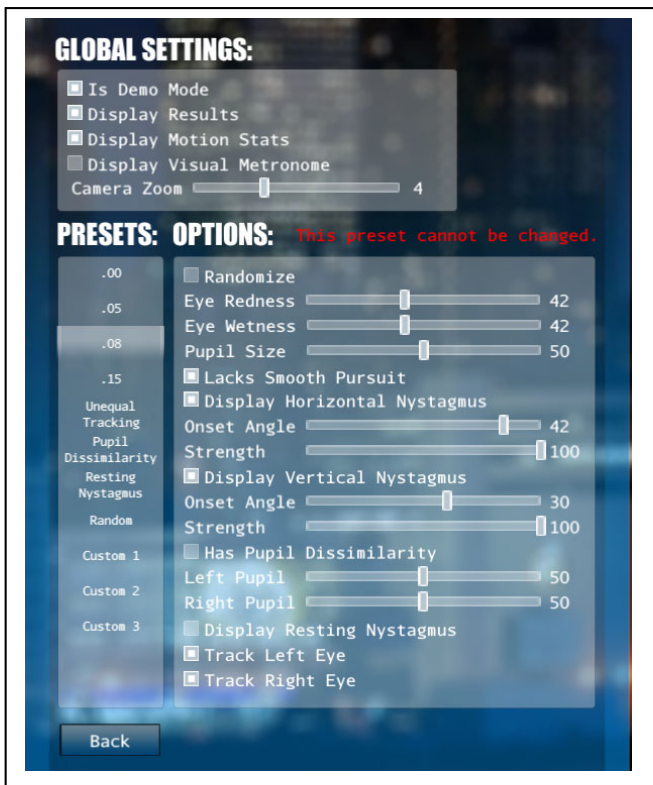 GLOBAL SETTINGS:
Is Demo Mode
Display Results
Display Motion Stats
Display Visual Metronome
Camera Zoom 4
PRESETS: OPTIONS: This preset cannot be changed.
.00
.05
.08
.15
Unequal
Tracking
Pupil
Dissimilarity
Resting
Nystagmus
Random
Custom 1
Custom 2
Custom 3
Randomize
Eye Redness 42
Eye Wetness 42
Pupil Size 50
Lacks Smooth Pursuit
Display Horizontal Nystagmus
Onset Angle 42
Strength 100
Display Vertical Nystagmus
Onset Angle 30
Strength 100
Has Pupil Dissimilarity
Left Pupil 50
Right Pupil 50
Display Resting Nystagmus
Track Left Eye
Track Right Eye
Back